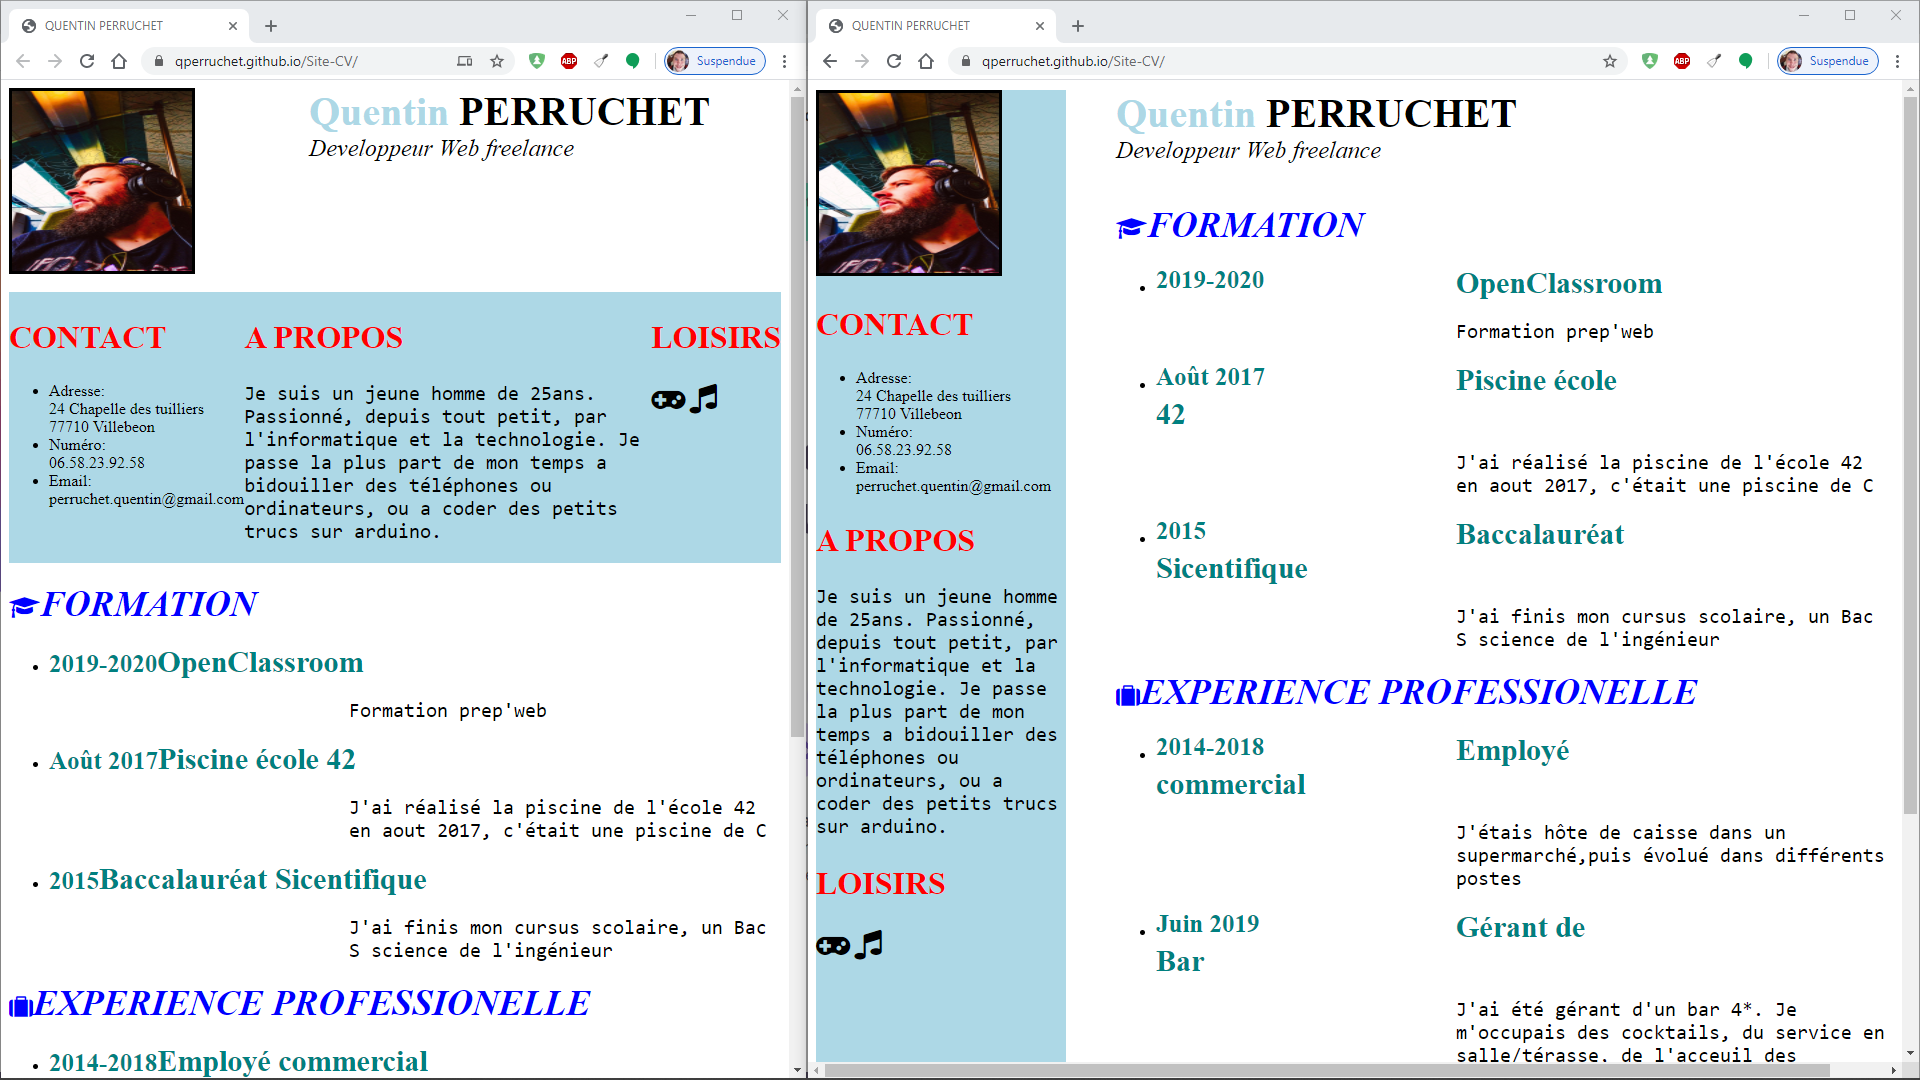 QUENTIN PERRUCHET
qperruchet.github.io/Site-CV/
ABP
Suspendue
Quentin PERRUCHET
Developpeur Web freelance
CONTACT
Adresse:
24 Chapelle des tuilliers
77710 Villebeon
Numéro:
06.58.23.92.58
Email:
perruchet.quentin@gmail.com
A PROPOS
Je suis un jeune homme de 25ans.
Passionné, depuis tout petit, par
l'informatique et la technologie. Je
passe la plus part de mon temps a
bidouiller des téléphones ou
ordinateurs, ou a coder des petits
trucs sur arduino.
LOISIRS
FORMATION
2019-2020OpenClassroom
Formation prep'web
Août 2017Piscine école 42
J'ai réalisé la piscine de l'école 42
en aout 2017, c'était une piscine de C
2015Baccalauréat Sicentifique
J'ai finis mon cursus scolaire, un Bac
S science de l'ingénieur
EXPERIENCE PROFESSIONELLE
2014-2018Employé commercial
QUENTIN PERRUCHET
qperruchet.github.io/Site-CV/
ABP
Suspendue
CONTACT
Adresse:
24 Chapelle des tuilliers
77710 Villebeon
Numéro:
06.58.23.92.58
Email:
perruchet.quentin@gmail.com
A PROPOS
Je suis un jeune homme
de 25ans. Passionné,
depuis tout petit, par
l'informatique et la
technologie. Je passe
la plus part de mon
temps a bidouiller des
téléphones ou
ordinateurs, ou a
coder des petits trucs
sur arduino.
LOISIRS
Quentin PERRUCHET
Developpeur Web freelance
FORMATION
2019-2020 OpenClassroom
Formation prep'web
Août 2017 Piscine école
42
J'ai réalisé la piscine de l'école 42
en aout 2017, c'était une piscine de C
2015 Baccalauréat
Sicentifique
J'ai finis mon cursus scolaire, un Bac
S science de l'ingénieur
EXPERIENCE PROFESSIONELLE
2014-2018 Employé
commercial
J'étais hôte de caisse dans un
supermarché,puis évolué dans différents
postes
Juin 2019 Gérant de
Bar
J'ai été gérant d'un bar 4*. Je
m'occupais des cocktails, du service en
salle/térasse, de l'acceuil des